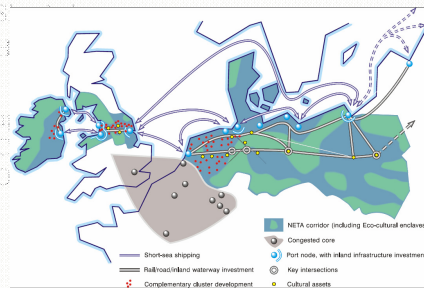 NETA corridor (including Eco-cultural enclaves)
Congested core
Short-sea shipping
Port node, with inland infrastructure investment
Rail/road/inland waterway investment
Key intersections
Complementary cluster development
Cultural assets